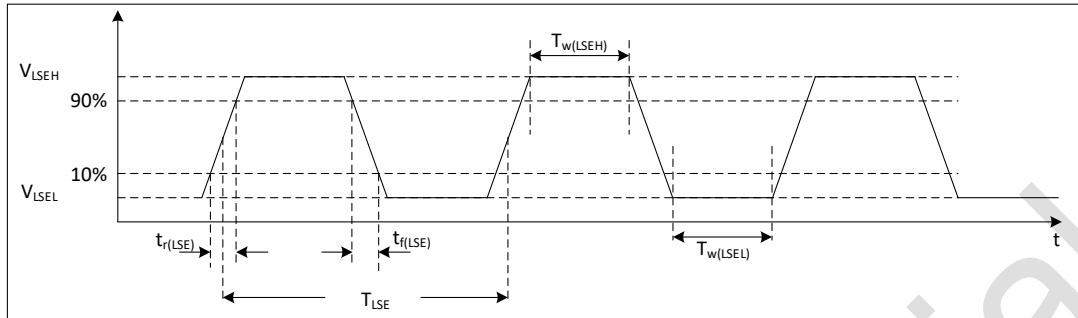 T_w(LSEH)
V_LSEH
90%
10%
V_LSEL
t_r(LSE)
t_f(LSE)
T_w(LSEL)
t
T_LSE